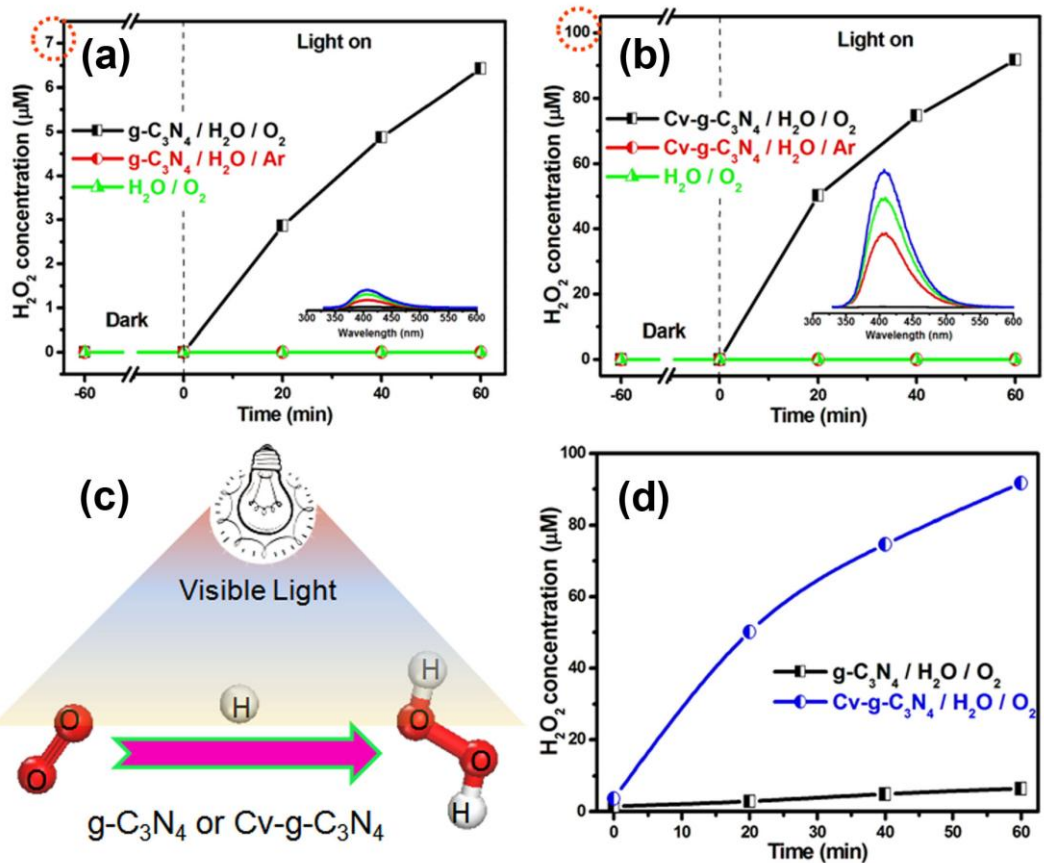 (a)
Light on
H₂O₂ concentration (μM)
7
6
5
4
3
2
1
0
g-C₃N₄ / H₂O / O₂
g-C₃N₄ / H₂O / Ar
H₂O / O₂
Dark
300 350 400 450 500 550 600
Wavelength (nm)
-60 0 20 40 60
Time (min)
(b)
Light on
H₂O₂ concentration (μM)
100
80
60
40
20
0
Cv-g-C₃N₄ / H₂O / O₂
Cv-g-C₃N₄ / H₂O / Ar
H₂O / O₂
Dark
300 350 400 450 500 550 600
Wavelength (nm)
-60 0 20 40 60
Time (min)
(c)
Visible Light
H
H
O
O
O
O
H
g-C₃N₄ or Cv-g-C₃N₄
(d)
H₂O₂ concentration (μM)
100
80
60
40
20
0
g-C₃N₄ / H₂O / O₂
Cv-g-C₃N₄ / H₂O / O₂
0 10 20 30 40 50 60
Time (min)